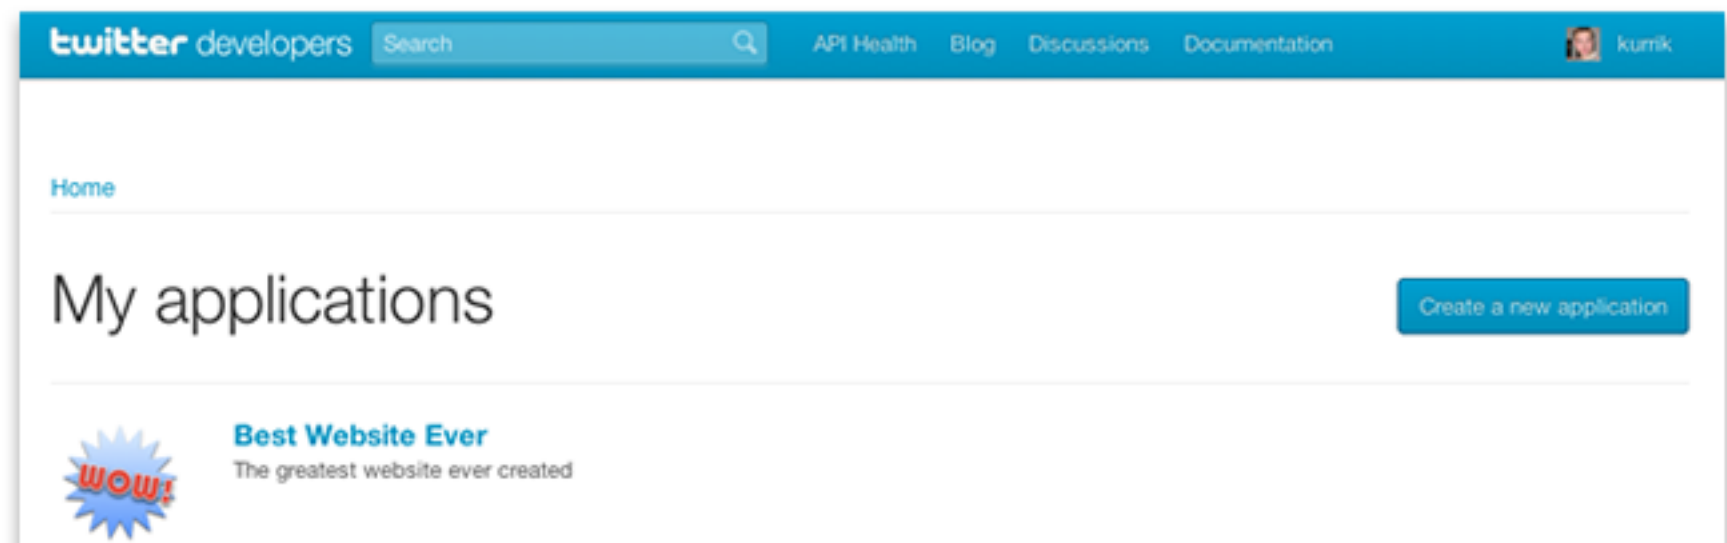 twitter developers Search API Health Blog Discussions Documentation kurrik
Home
My applications
Create a new application
WOW!
Best Website Ever
The greatest website ever created